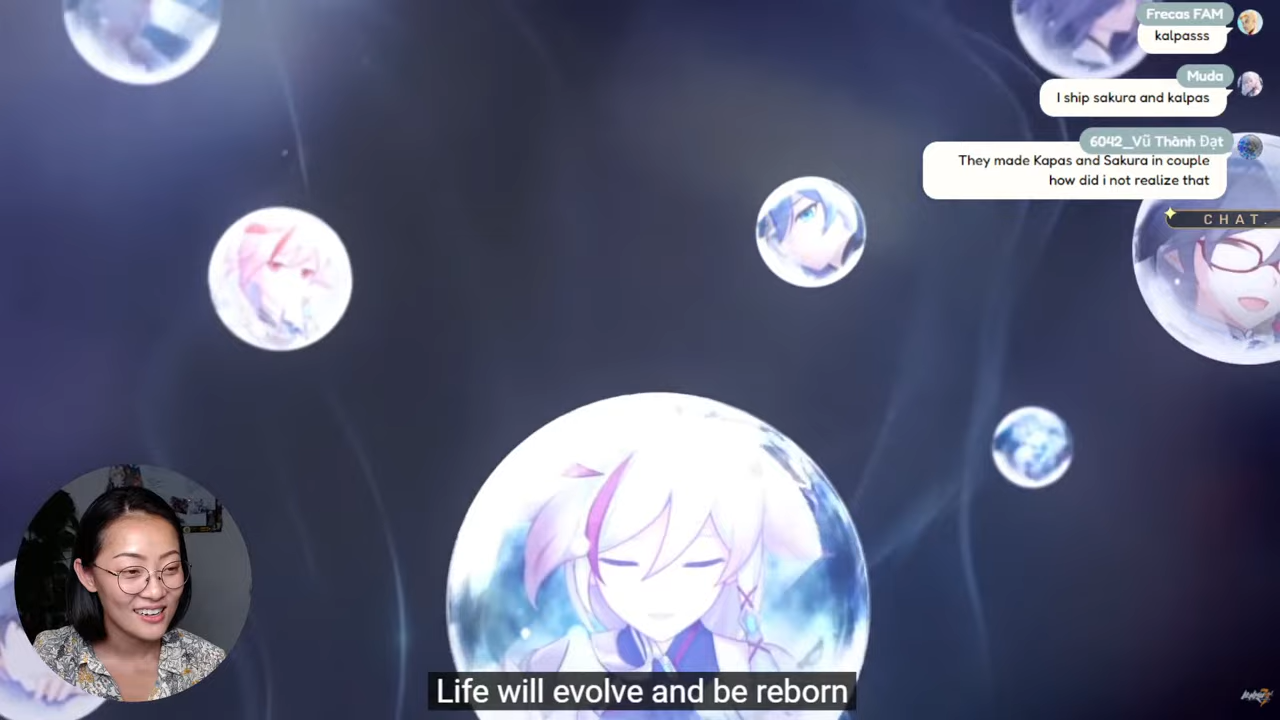 Frecas FAM
kalpasss
Muda
I ship sakura and kalpas
6042_Vũ Thành Đạt
They made Kapas and Sakura in couple
how did i not realize that
CHAT.
Life will evolve and be reborn